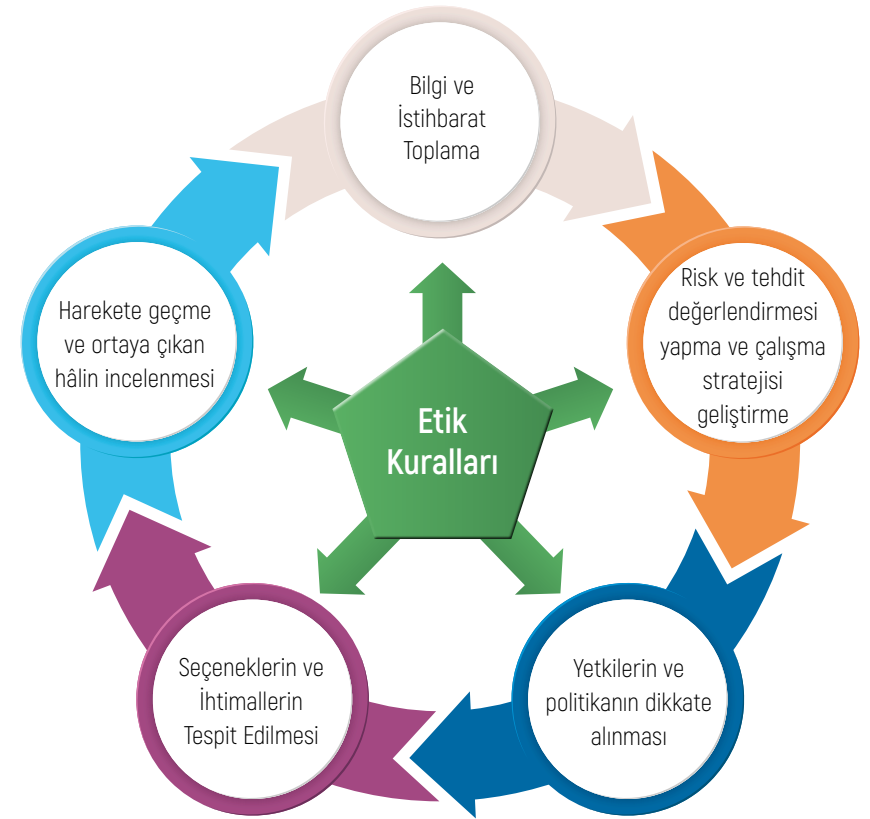 Bilgi ve
İstihbarat
Toplama
Risk ve tehdit
değerlendirmesi
yapma ve çalışma
stratejisi
geliştirme
Yetkilerin ve
politikanın dikkate
alınması
Seçeneklerin ve
İhtimallerin
Tespit Edilmesi
Harekete geçme
ve ortaya çıkan
hâlin incelenmesi
Etik
Kuralları